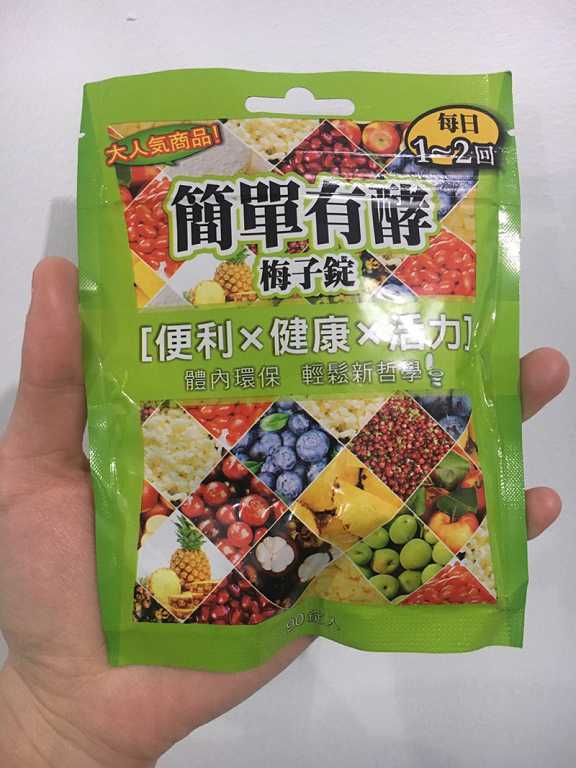 大人気商品!
每日
1~2回
簡單有酵
梅子錠
[便利×健康×活力]
體內環保 輕鬆新哲學!
90錠入